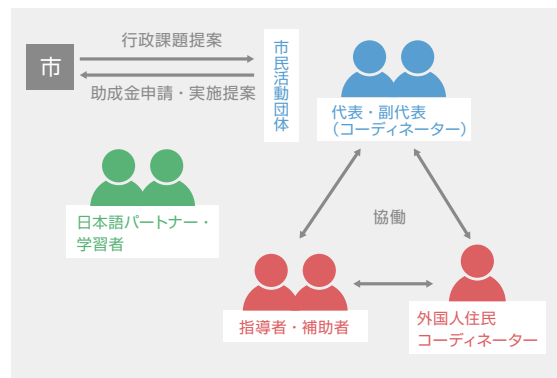 市
行政課題提案
助成金申請・実施提案
市民活動団体
代表・副代表
（コーディネーター）
日本語パートナー・
学習者
協働
指導者・補助者
外国人住民
コーディネーター